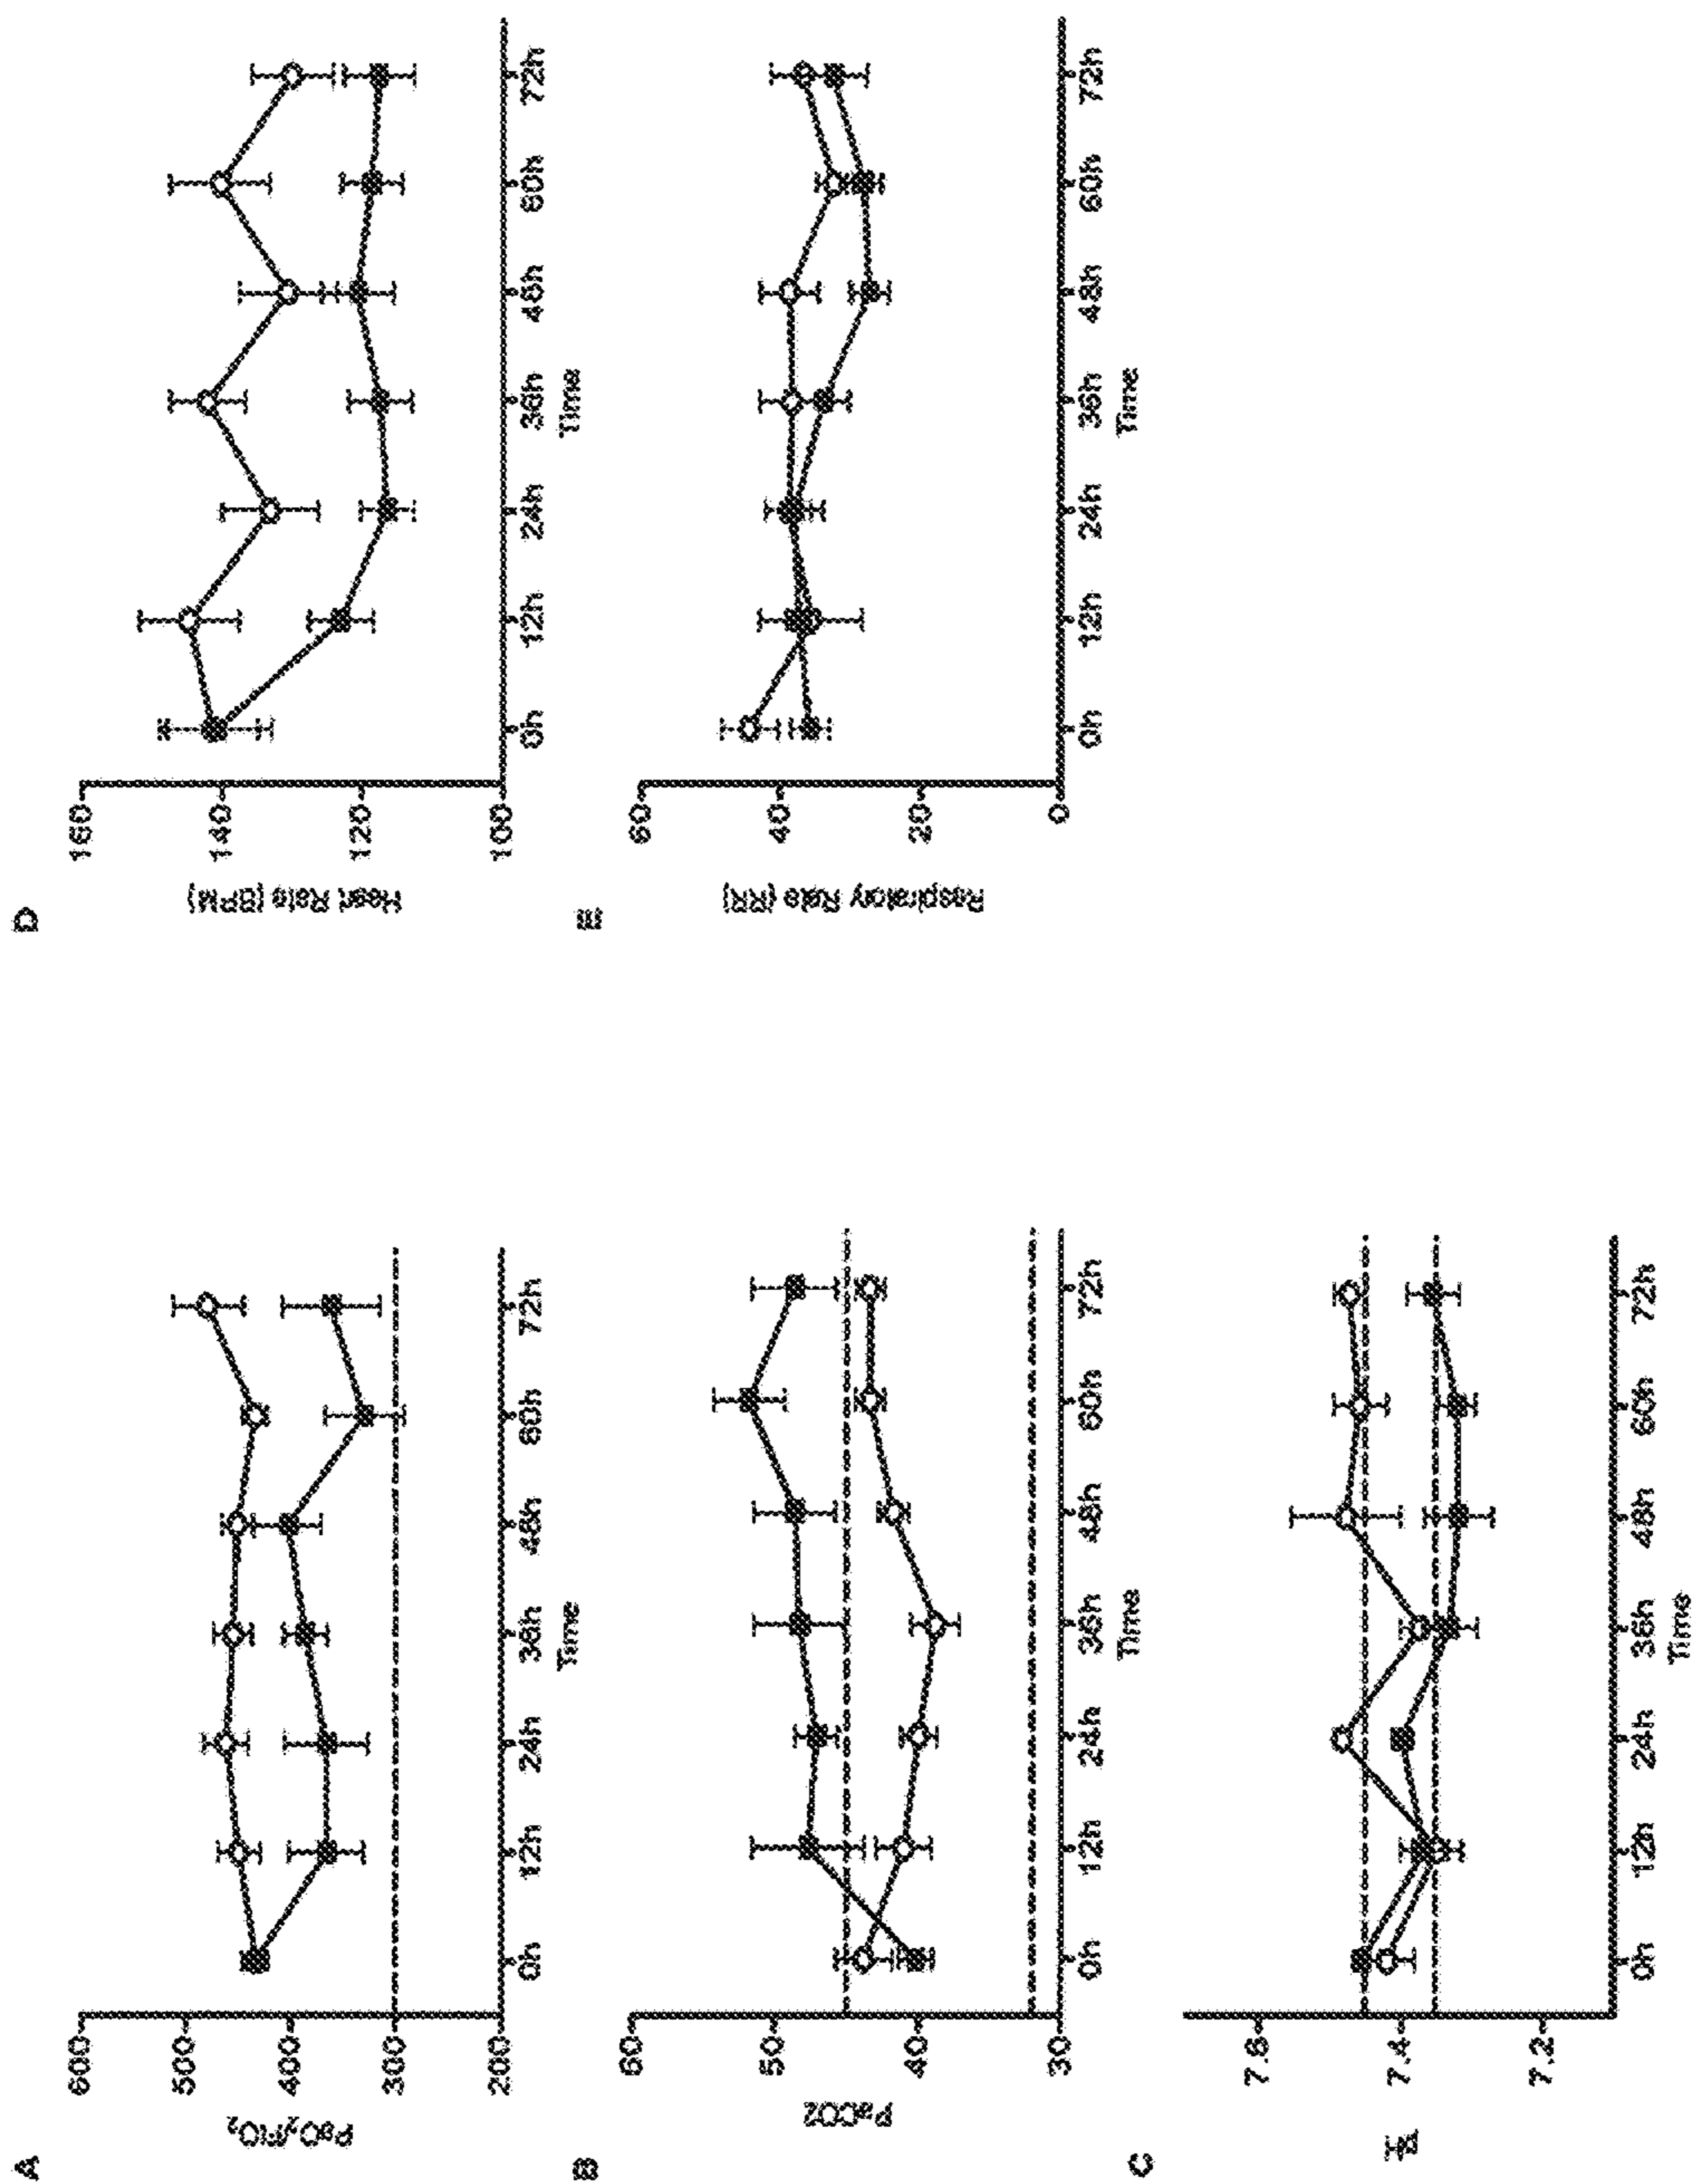 A
PaO2/FiO2
600
500
400
300
200
0h 12h 24h 36h 48h 60h 72h
Time
B
PaCO2
60
50
40
30
0h 12h 24h 36h 48h 60h 72h
Time
C
pH
7.6
7.4
7.2
0h 12h 24h 36h 48h 60h 72h
Time
D
Heart Rate (BPM)
160
140
120
100
0h 12h 24h 36h 48h 60h 72h
Time
E
Respiratory Rate (RR)
60
40
20
0
0h 12h 24h 36h 48h 60h 72h
Time